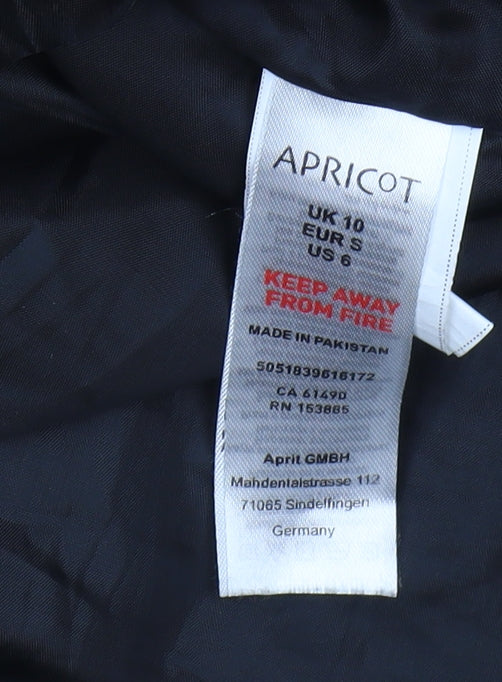 APRICOT
UK 10
EUR S
US 6
KEEP AWAY
FROM FIRE
MADE IN PAKISTAN
5051839616172
CA 61490
RN 153885
Aprit GMBH
Mahdentalstrasse 112
71065 Sindelfingen
Germany